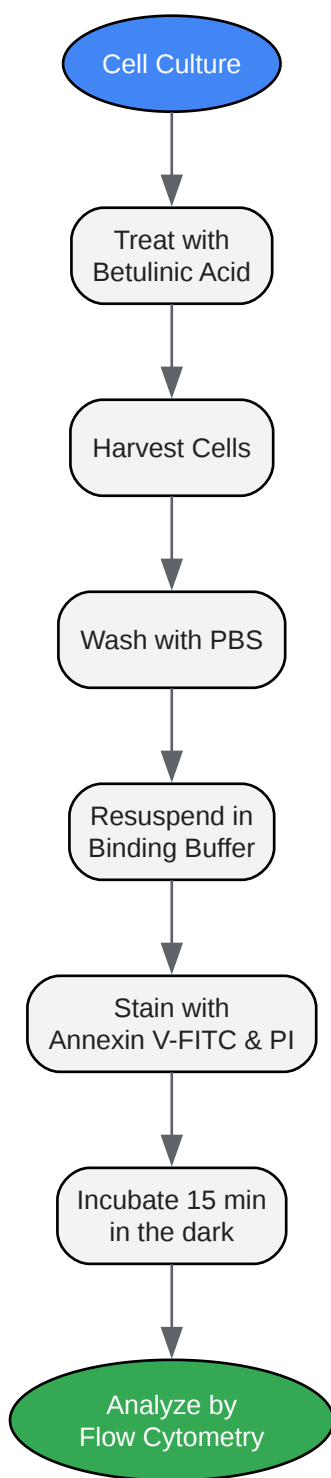 Cell Culture
Treat with
Betulinic Acid
Harvest Cells
Wash with PBS
Resuspend in
Binding Buffer
Stain with
Annexin V-FITC & PI
Incubate 15 min
in the dark
Analyze by
Flow Cytometry